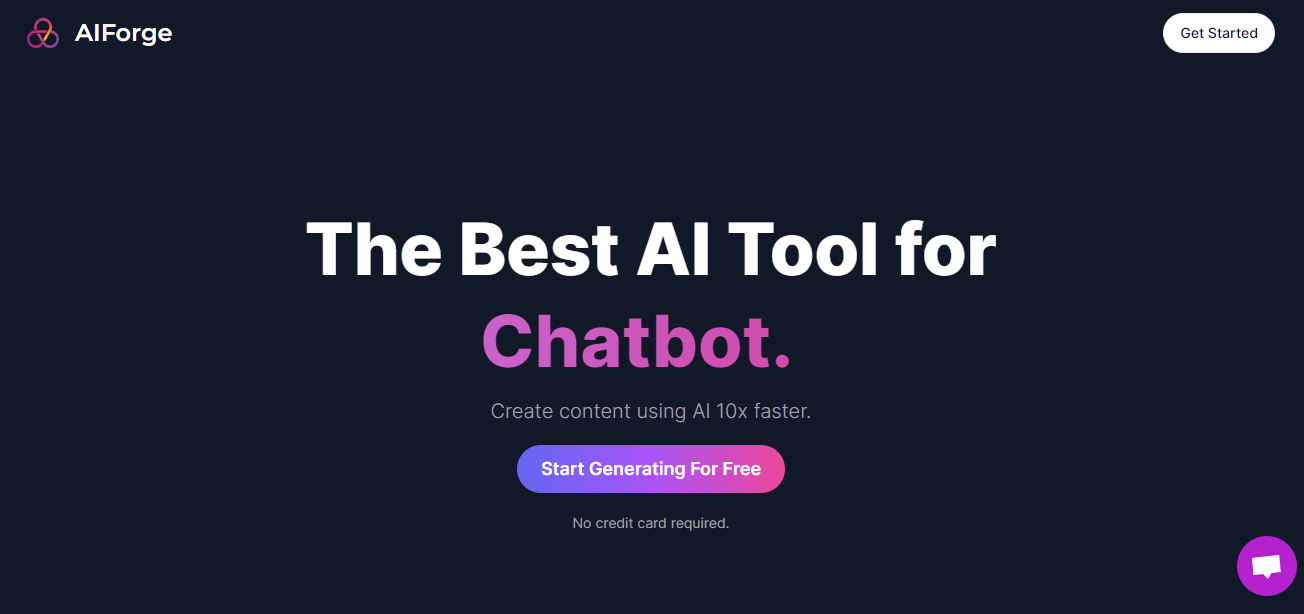 AIForge
Get Started
The Best AI Tool for
Chatbot.
Create content using AI 10x faster.
Start Generating For Free
No credit card required.